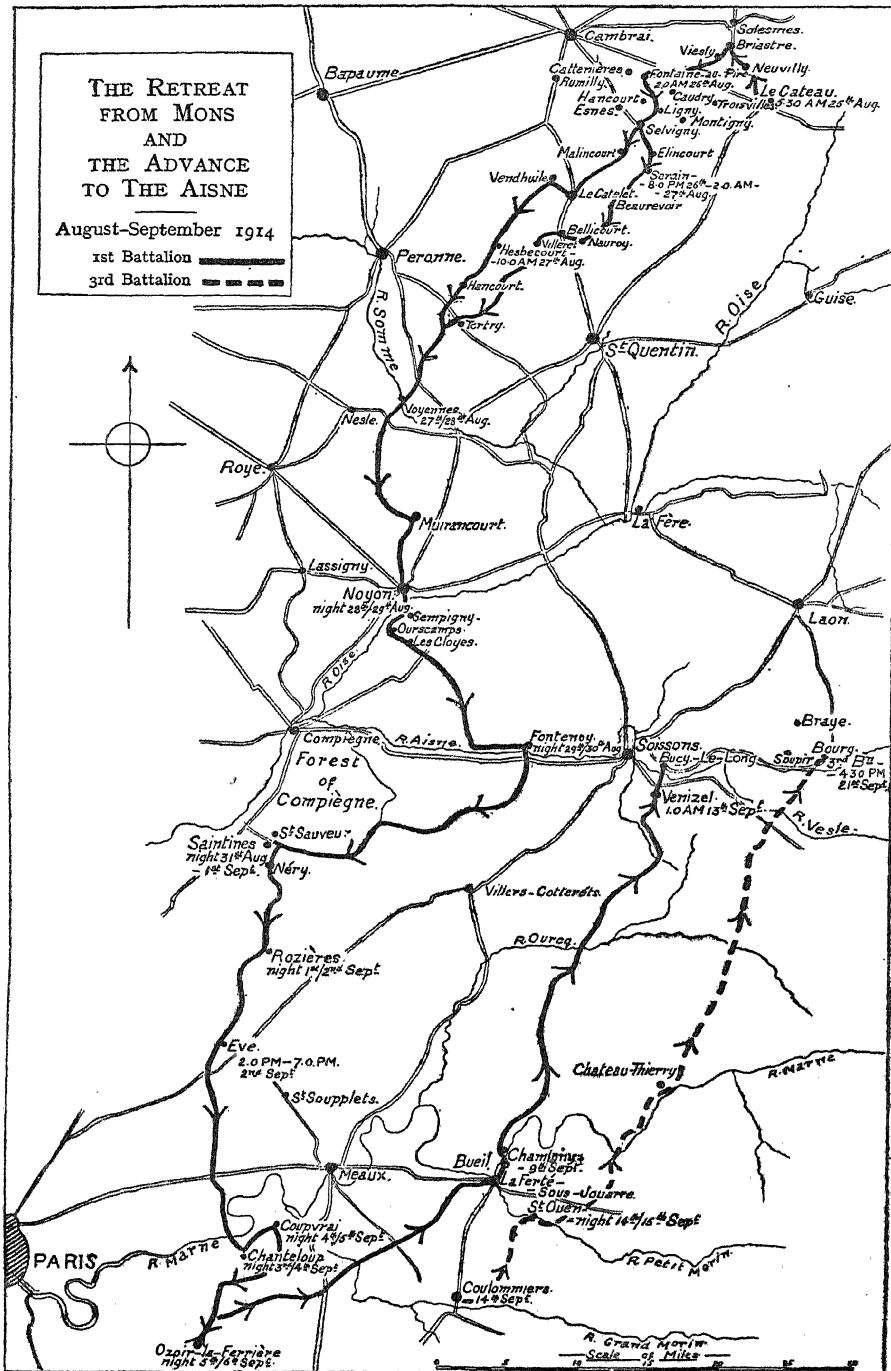 THE RETREAT
FROM MONS
AND
THE ADVANCE
TO THE AISNE
August–September 1914
1st Battalion
3rd Battalion
Cambrai.
Solesmes.
Viesly
Briastre.
Bapaume
Cattenières
Rumilly.
Fontaine-au-Pire
2.0 AM 26th Aug.
Neuvilly.
Le Cateau.
5·30 AM 25th Aug.
Hancourt
Esnes
Caudry
Troisvilles
Ligny
Montigny
Selvigny.
Malincourt
Elincourt
Serain
-8.0 PM 26th-2.0.AM-
-27th Aug.
Vendhuile
Le Catelet.
Beaurevoir
Bellicourt
Villeret
Nauroy.
Peronne.
Hesbecourt
-10.0 AM 27th Aug.
Hancourt.
Tertry.
R. Somme
St Quentin.
R. Oise
Guise.
Voyennes
27th/28th Aug.
Nesle.
Roye.
Muirancourt.
La Fère.
Lassigny.
Noyon.
night 28th/29th Aug.
Sempigny-
Ourscamps.
Les Cloyes.
Laon.
R. Oise.
Compiègne.
R. Aisne.
Fontenoy.
night 29th/30th Aug
Soissons.
Bucy-Le-Long
Braye.
Bourg.
Soupir
3rd Bn
-4.30 PM
21st Sept.
Forest
of
Compiègne.
Venizel.
1.0 AM 13th Sept.
R. Vesle.
St Sauveur
Saintines
night 31st Aug
-1st Sept.
Néry.
Villers-Cotterêts.
R. Ourcq.
Rozières.
night 1st/2nd Sept
Eve.
2.0 PM–7.0. PM.
2nd Sept
St Soupplets.
Chateau-Thierry
R. Marne.
Meaux.
Bueil.
Chamigny
-9th Sept.
La Ferté-
Sous-Jouarre.
St Ouen.
=night 14th/15th Sept
PARIS
R. Marne
Coupvrai
night 4th/5th Sept
Chanteloup
night 3rd/4th Sept
R. Petit Morin.
Coulommiers.
=14th Sept.
Ozoir-la-Ferrière
night 5th/6th Sept.
R. Grand Morin
Scale of Miles
0 5 10 15 20 25 30